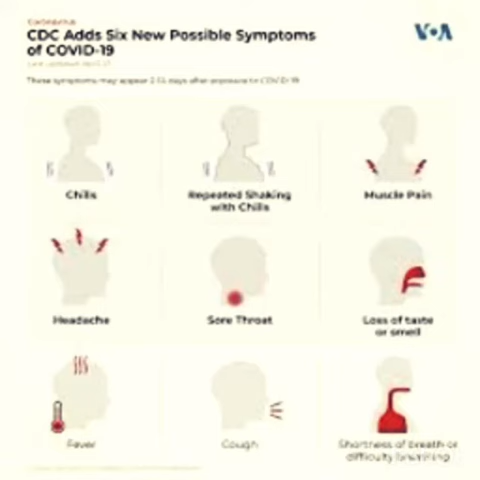 Coronavirus
VOA
CDC Adds Six New Possible Symptoms
of COVID-19
These symptoms may appear 2-14 days after exposure to COVID-19
Chills
Repeated Shaking
with Chills
Muscle Pain
Headache
Sore Throat
Loss of taste
or smell
Fever
Cough
Shortness of breath or
difficulty breathing